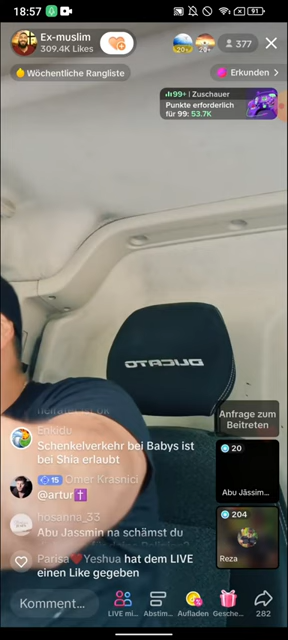 18:57
91
Ex-muslim
309.4K Likes
20+
20+
377
Wöchentliche Rangliste
Erkunden >
99+ | Zuschauer
Punkte erforderlich
für 99: 53.7K
DUCATO
Enkidu
Schenkelverkehr bei Babys ist
bei Shia erlaubt
15 Omer Krasnici
@artur
hosanna_33
Abu Jassmin na schämst du
Parisa Yeshua hat dem LIVE
einen Like gegeben
Anfrage zum
Beitreten
20
Abu Jässim...
204
Reza
Komment...
LIVE mi...
Abstim...
Aufladen
Gesche...
282